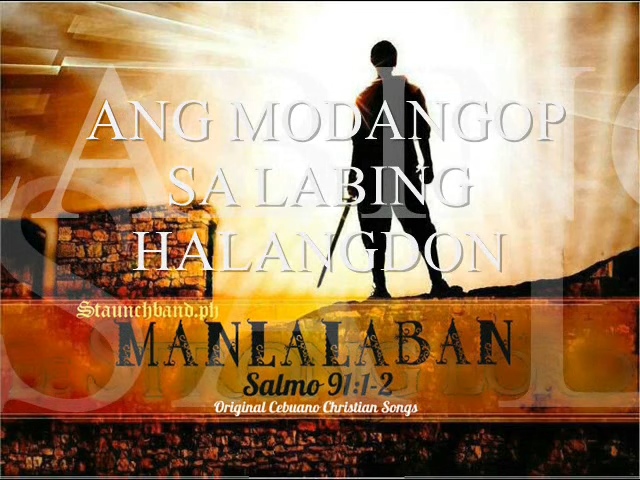 ANG MODANGOP
SA LABING
HALANGDON
Staunchband.ph
MANLALABAN
Salmo 91:1-2
Original Cebuano Christian Songs